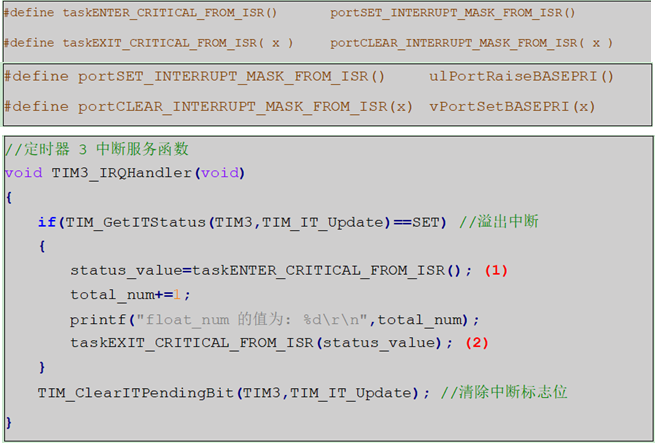 #define taskENTER_CRITICAL_FROM_ISR() portSET_INTERRUPT_MASK_FROM_ISR()
#define taskEXIT_CRITICAL_FROM_ISR( x ) portCLEAR_INTERRUPT_MASK_FROM_ISR( x )
#define portSET_INTERRUPT_MASK_FROM_ISR() ulPortRaiseBASEPRI()
#define portCLEAR_INTERRUPT_MASK_FROM_ISR(x) vPortSetBASEPRI(x)
//定时器 3 中断服务函数
void TIM3_IRQHandler(void)
{
if(TIM_GetITStatus(TIM3,TIM_IT_Update)==SET) //溢出中断
{
status_value=taskENTER_CRITICAL_FROM_ISR(); (1)
total_num+=1;
printf("float_num 的值为: %d\r\n",total_num);
taskEXIT_CRITICAL_FROM_ISR(status_value); (2)
}
TIM_ClearITPendingBit(TIM3,TIM_IT_Update); //清除中断标志位
}